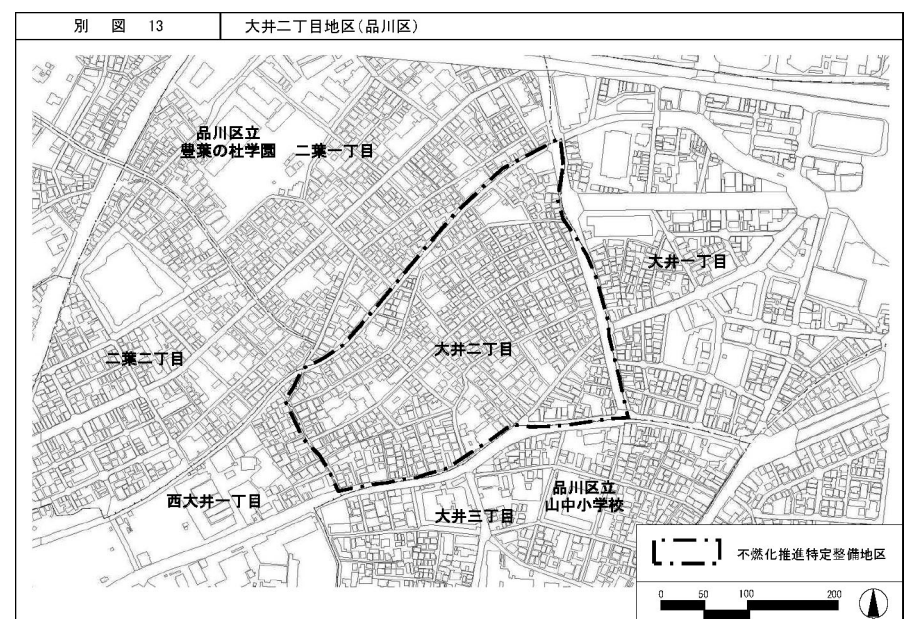 別 図 13
大井二丁目地区(品川区)
品川区立
豊葉の杜学園
二葉一丁目
大井一丁目
大井二丁目
二葉二丁目
西大井一丁目
大井三丁目
品川区立
山中小学校
不燃化推進特定整備地区
0 50 100 200